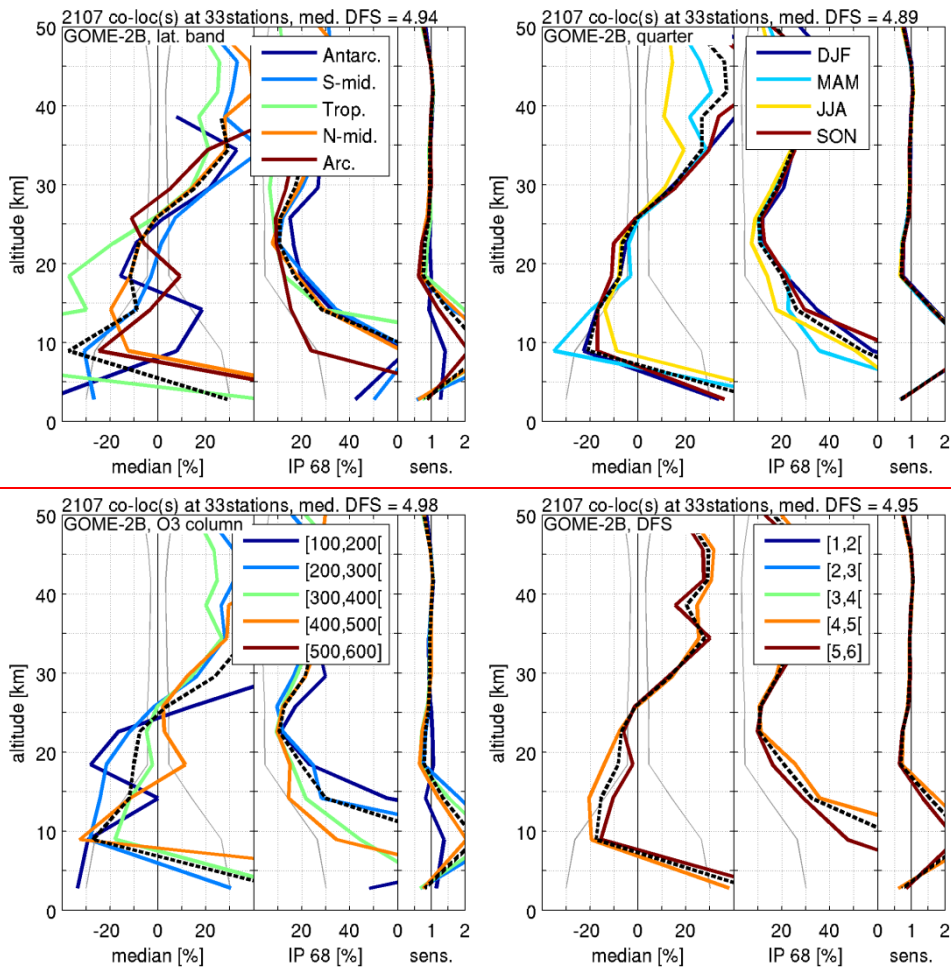 2107 co-loc(s) at 33stations, med. DFS = 4.94
GOME-2B, lat. band
Antarc.
S-mid.
Trop.
N-mid.
Arc.
altitude [km]
50
40
30
20
10
0
-20 0 20
20 40 60
0 1 2
median [%]
IP 68 [%]
sens.
2107 co-loc(s) at 33stations, med. DFS = 4.89
GOME-2B, quarter
DJF
MAM
JJA
SON
altitude [km]
50
40
30
20
10
0
-20 0 20
20 40 60
0 1 2
median [%]
IP 68 [%]
sens.
2107 co-loc(s) at 33stations, med. DFS = 4.98
GOME-2B, O3 column
[100,200[
[200,300[
[300,400[
[400,500[
[500,600]
altitude [km]
50
40
30
20
10
0
-20 0 20
20 40 60
0 1 2
median [%]
IP 68 [%]
sens.
2107 co-loc(s) at 33stations, med. DFS = 4.95
GOME-2B, DFS
[1,2[
[2,3[
[3,4[
[4,5[
[5,6]
altitude [km]
50
40
30
20
10
0
-20 0 20
20 40 60
0 1 2
median [%]
IP 68 [%]
sens.